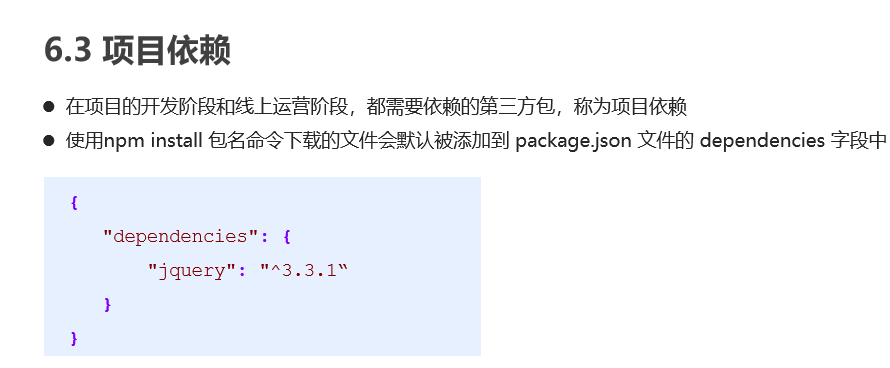 6.3 项目依赖
● 在项目的开发阶段和线上运营阶段，都需要依赖的第三方包，称为项目依赖
● 使用npm install 包名命令下载的文件会默认被添加到 package.json 文件的 dependencies 字段中
{
"dependencies": {
"jquery": "^3.3.1“
}
}